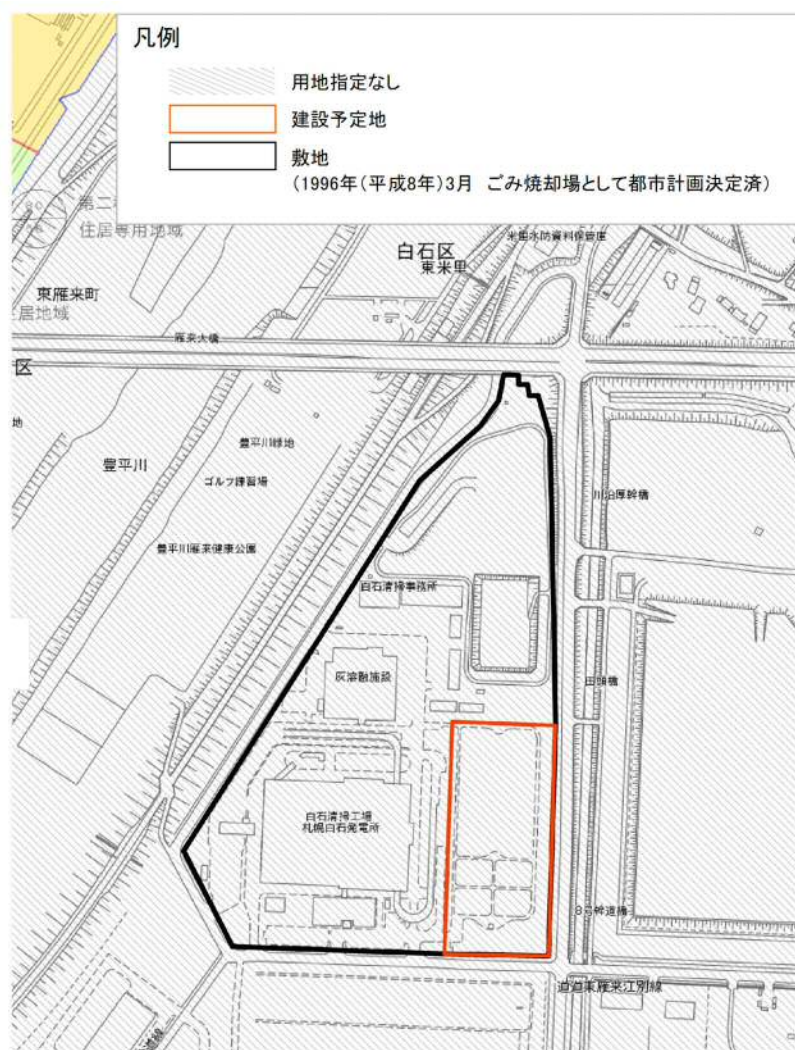 凡例
用地指定なし
建設予定地
敷地
(1996年(平成8年)3月 ごみ焼却場として都市計画決定済)
住居専用地域
白石区
東米里
東雁来町
居地域
雁来大橋
区
地
豊平川緑地
豊平川
ゴルフ練習場
豊平川雁来健康公園
川沿厚幹橋
白石清掃事務所
灰溶融施設
白石清掃工場
札幌白石発電所
8号幹道橋
道道東雁来江別線